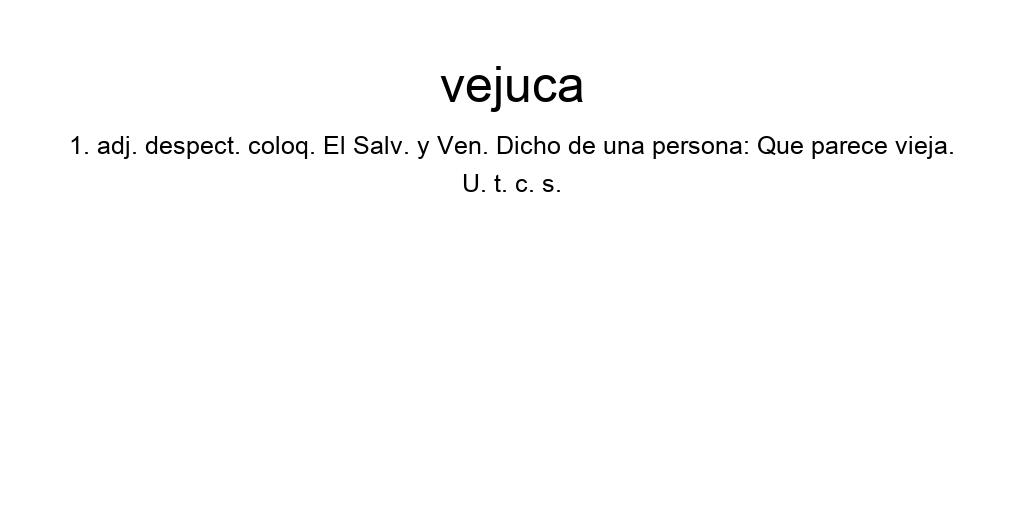 vejuca
1. adj. despect. coloq. El Salv. y Ven. Dicho de una persona: Que parece vieja.
U. t. c. s.